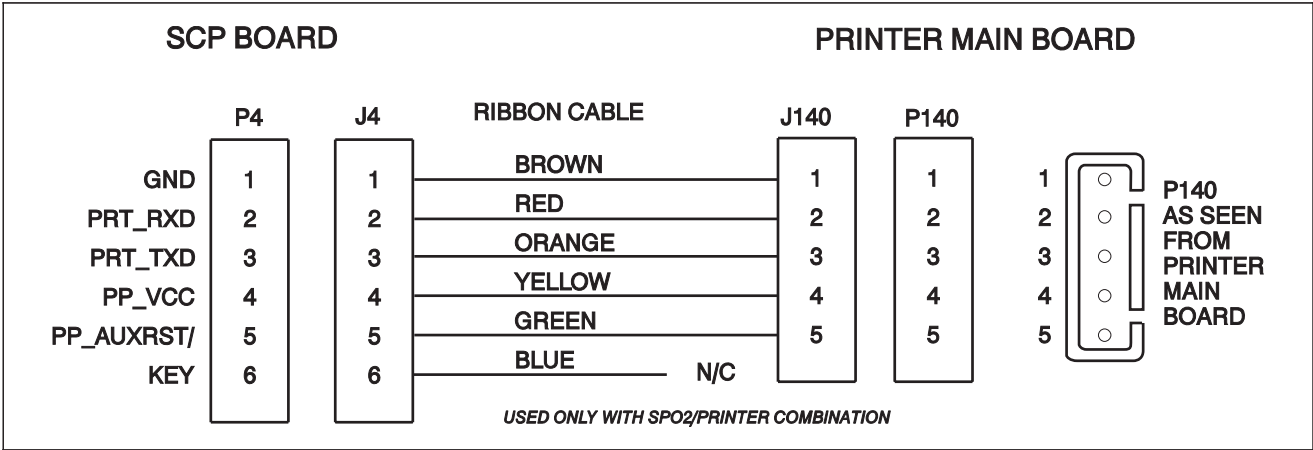 SCP BOARD PRINTER MAIN BOARD
P4 J4 RIBBON CABLE J140 P140
GND 1 1 BROWN 1 1 1
PRT_RXD 2 2 RED 2 2 2
PRT_TXD 3 3 ORANGE 3 3 3
PP_VCC 4 4 YELLOW 4 4 4
PP_AUXRST/ 5 5 GREEN 5 5 5
KEY 6 6 BLUE N/C
P140
AS SEEN
FROM
PRINTER
MAIN
BOARD
USED ONLY WITH SPO2/PRINTER COMBINATION